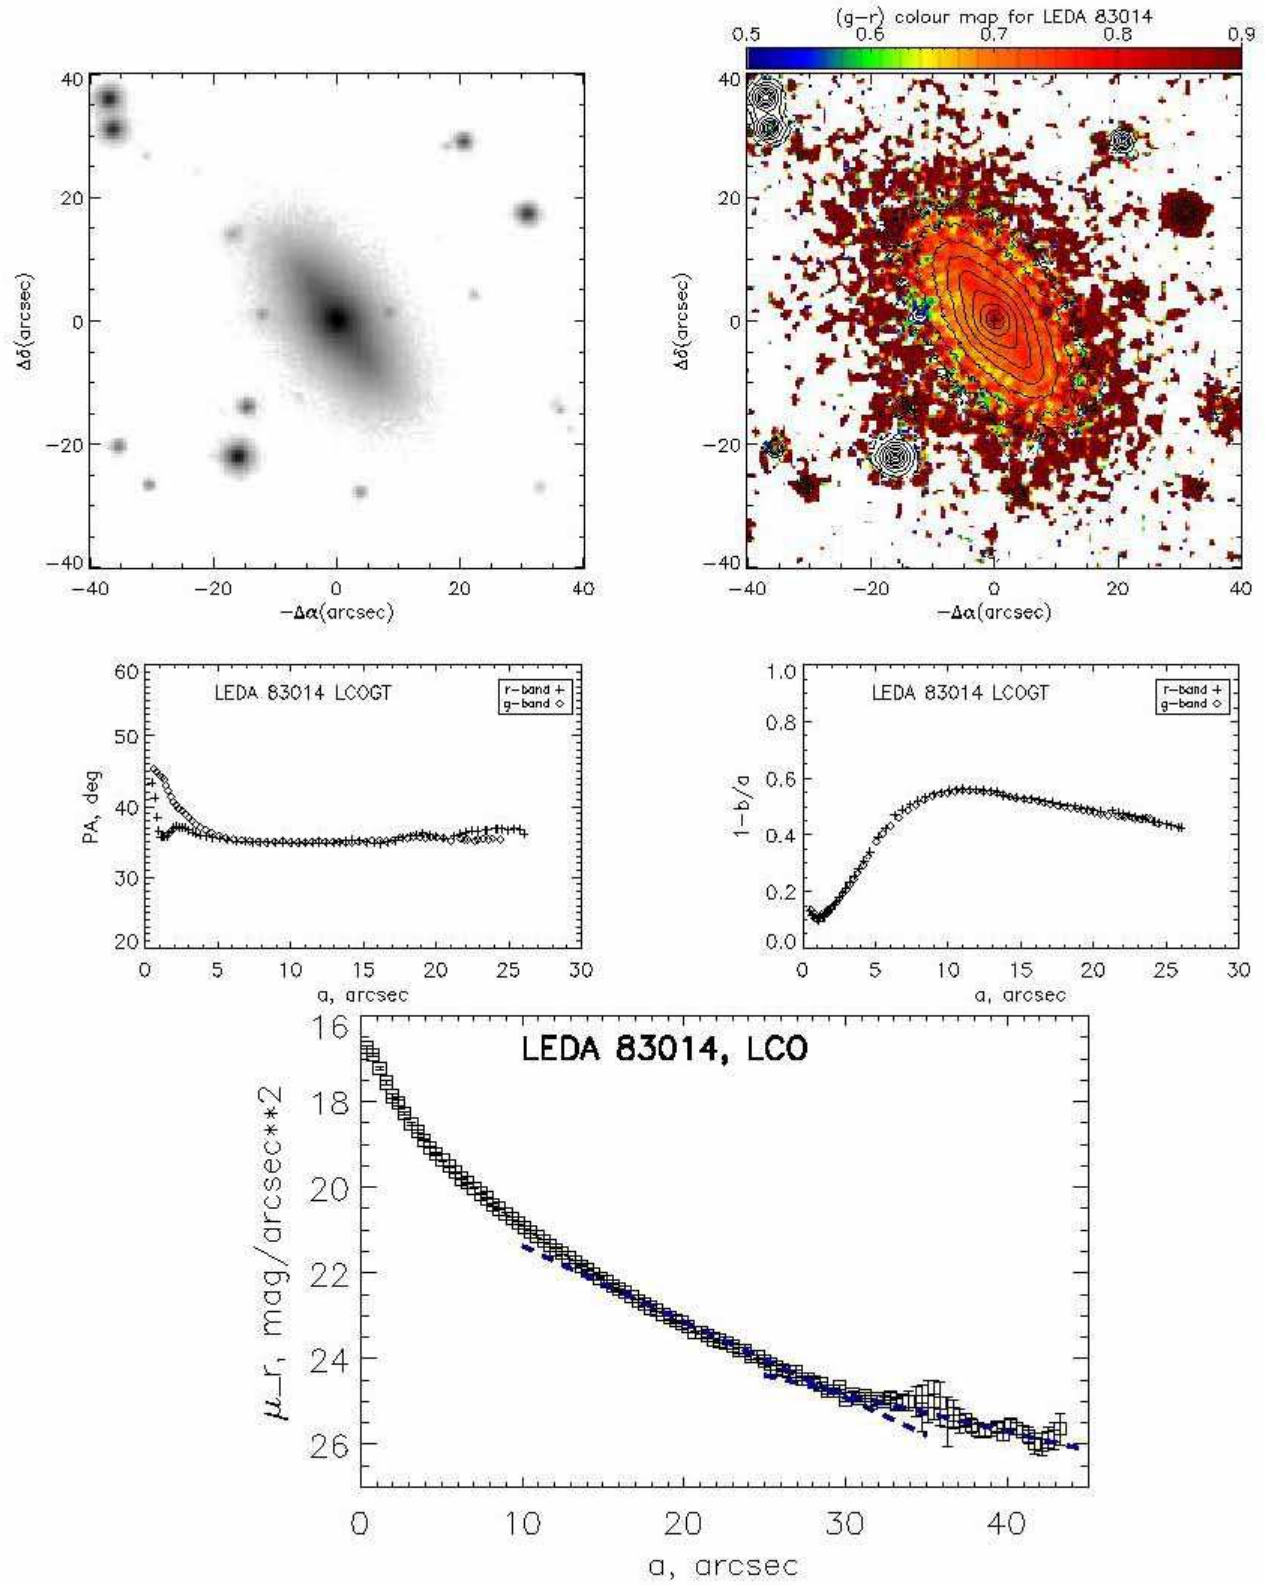 (g-r) colour map for LEDA 83014
0.5 0.6 0.7 0.8 0.9
40
20
0
-20
-40
Δδ(arcsec)
-40 -20 0 20 40
-Δα(arcsec)
40
20
0
-20
-40
Δδ(arcsec)
-40 -20 0 20 40
-Δα(arcsec)
LEDA 83014 LCOGT
r-band +
g-band ◇
60
50
40
30
20
PA, deg
0 5 10 15 20 25 30
a, arcsec
LEDA 83014 LCOGT
r-band +
g-band ◇
1.0
0.8
0.6
0.4
0.2
0.0
1-b/a
0 5 10 15 20 25 30
a, arcsec
LEDA 83014, LCO
16
18
20
22
24
26
μ_r, mag/arcsec**2
0 10 20 30 40
a, arcsec